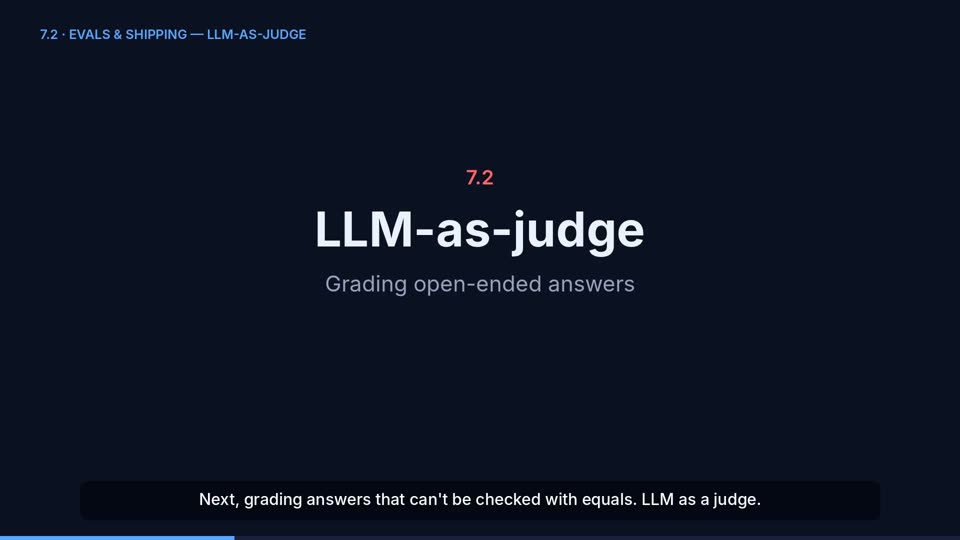 7.2 · EVALS & SHIPPING — LLM-AS-JUDGE
7.2
LLM-as-judge
Grading open-ended answers
Next, grading answers that can't be checked with equals. LLM as a judge.